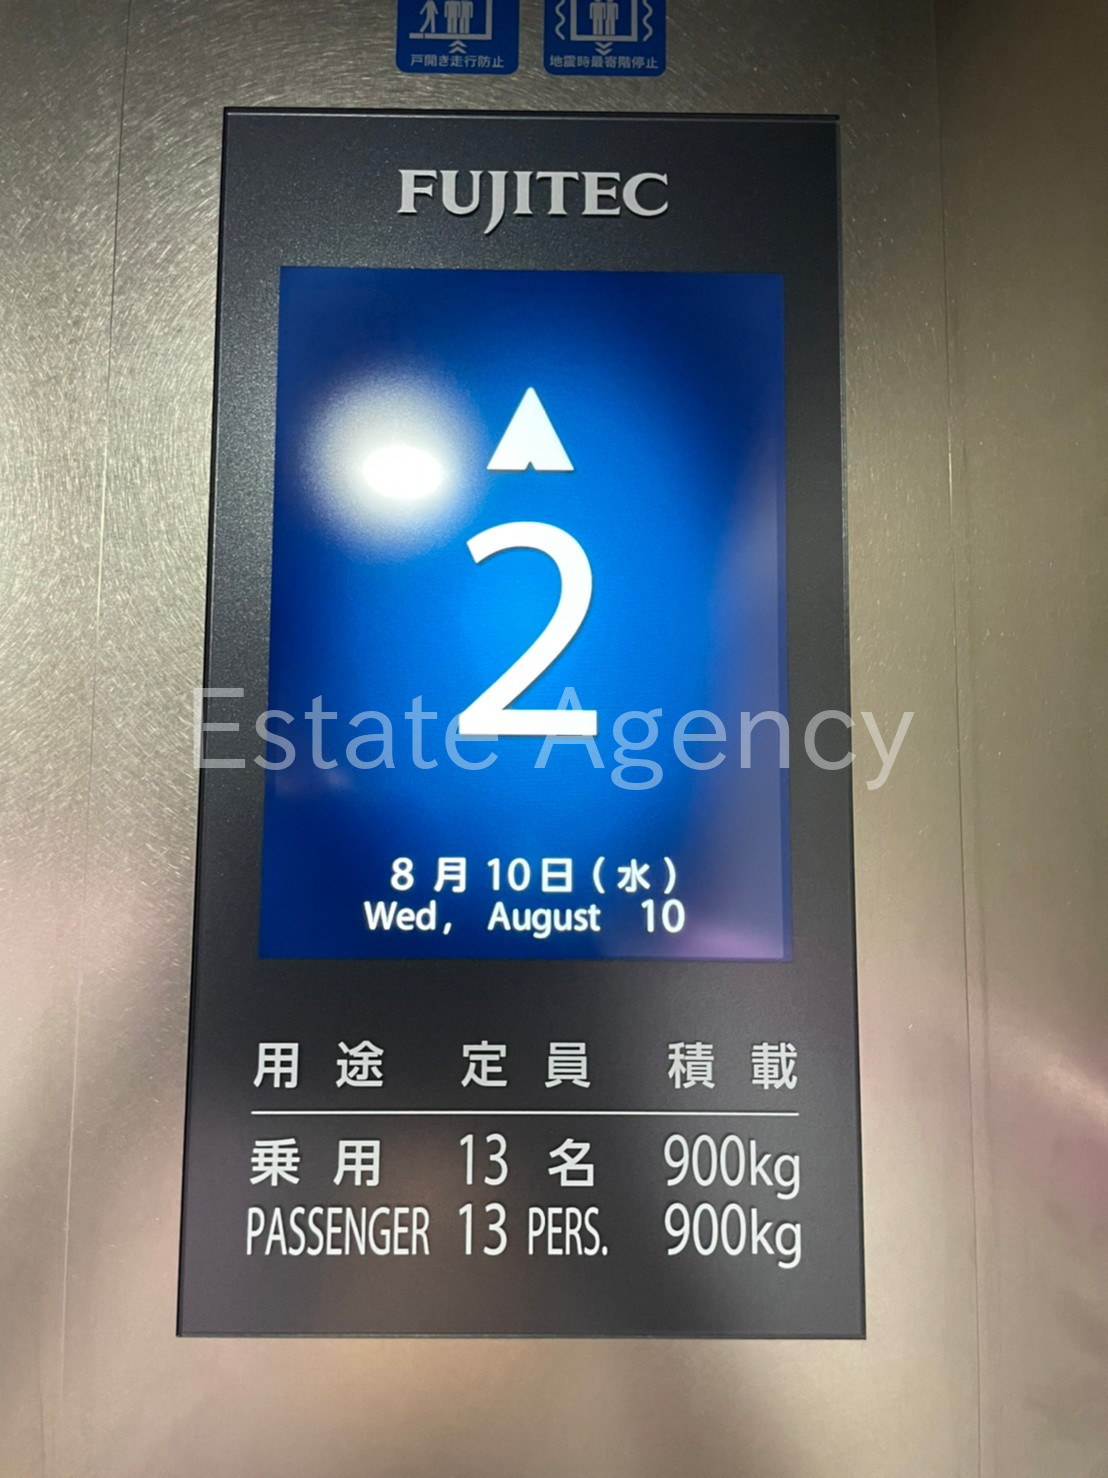 戸開き走行防止 地震時最寄階停止
FUJITEC
2
Estate Agency
8月10日(水)
Wed, August 10
用途 定員 積載
乗用 13名 900kg
PASSENGER 13 PERS. 900kg